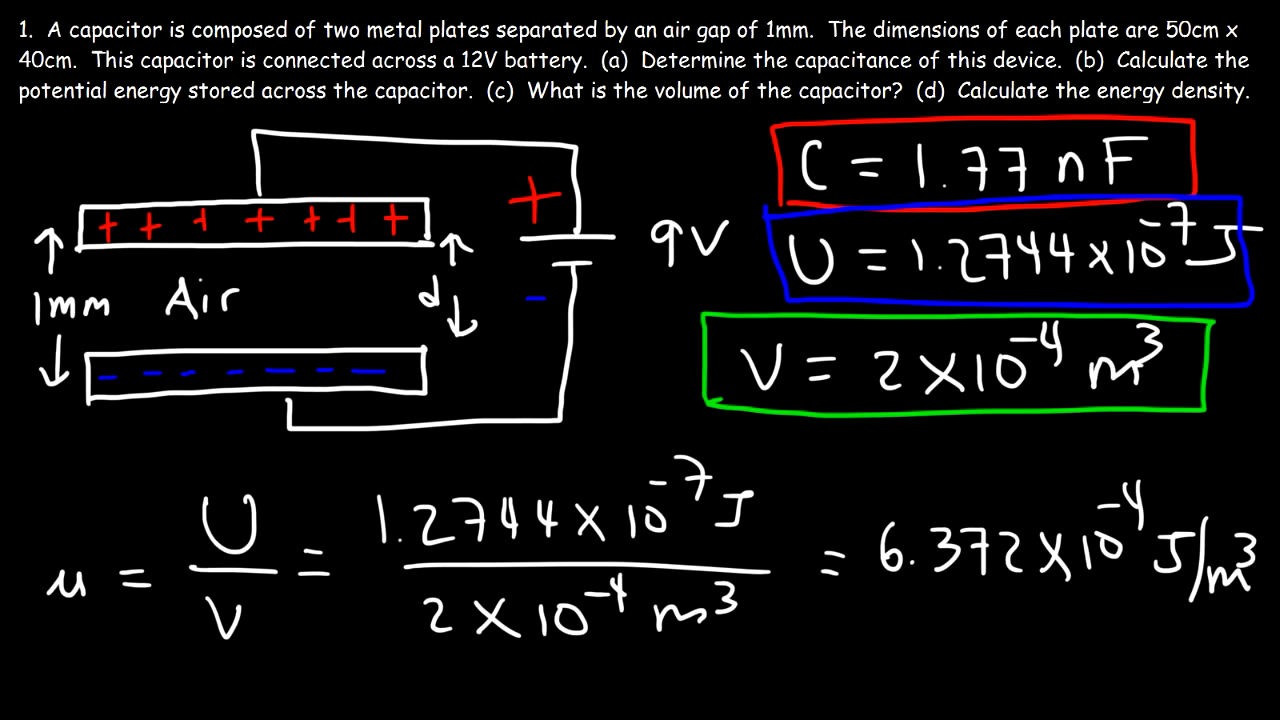 1. A capacitor is composed of two metal plates separated by an air gap of 1mm. The dimensions of each plate are 50cm x
40cm. This capacitor is connected across a 12V battery. (a) Determine the capacitance of this device. (b) Calculate the
potential energy stored across the capacitor. (c) What is the volume of the capacitor? (d) Calculate the energy density.
C = 1.77 nF
+ + + + + + +
+
9V
U = 1.2744 × 10⁻⁷ J
1mm Air d
-
- - - - - - -
V = 2 × 10⁻⁴ m³
u = U/V = 1.2744 × 10⁻⁷ J / 2 × 10⁻⁴ m³ = 6.372 × 10⁻⁴ J/m³